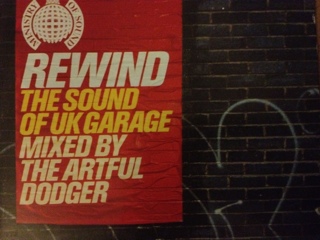 MINISTRY OF SOUND
REWIND
THE SOUND
OF UK GARAGE
MIXED BY
THE ARTFUL
DODGER